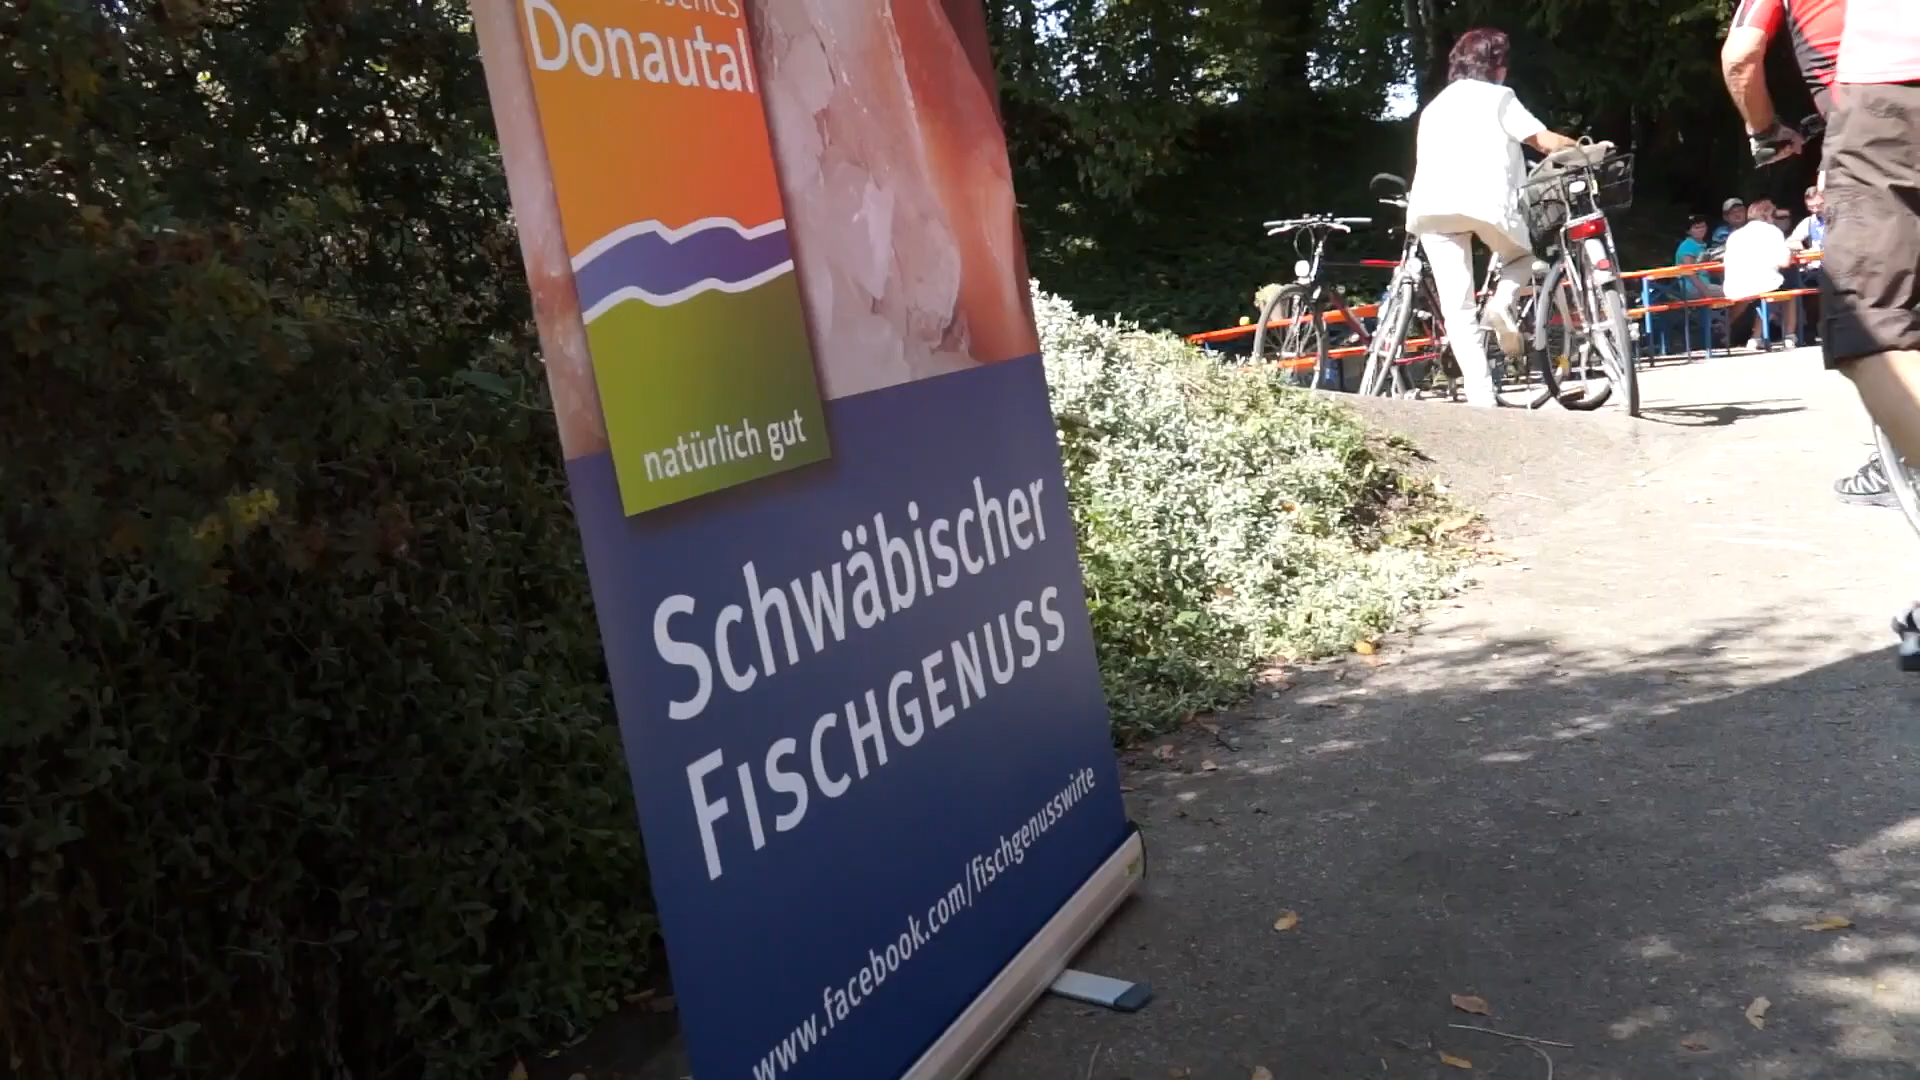 Donautal
natürlich gut
Schwäbischer
FISCHGENUSS
www.facebook.com/fischgenusswirte